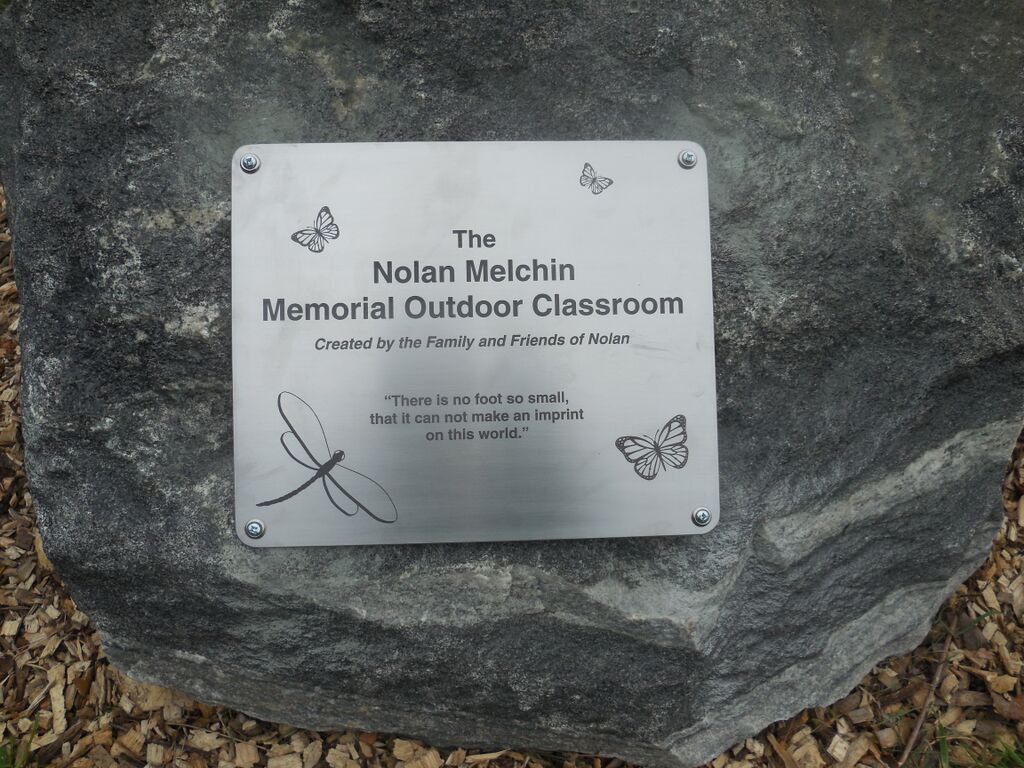 The
Nolan Melchin
Memorial Outdoor Classroom
Created by the Family and Friends of Nolan
“There is no foot so small,
that it can not make an imprint
on this world.”